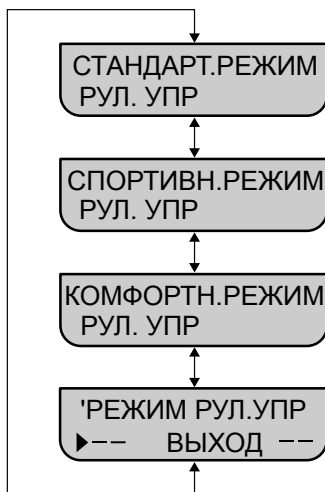 СТАНДАРТ.РЕЖИМ
РУЛ. УПР
СПОРТИВН.РЕЖИМ
РУЛ. УПР
КОМФОРТН.РЕЖИМ
РУЛ. УПР
'РЕЖИМ РУЛ.УПР
▶-- ВЫХОД --